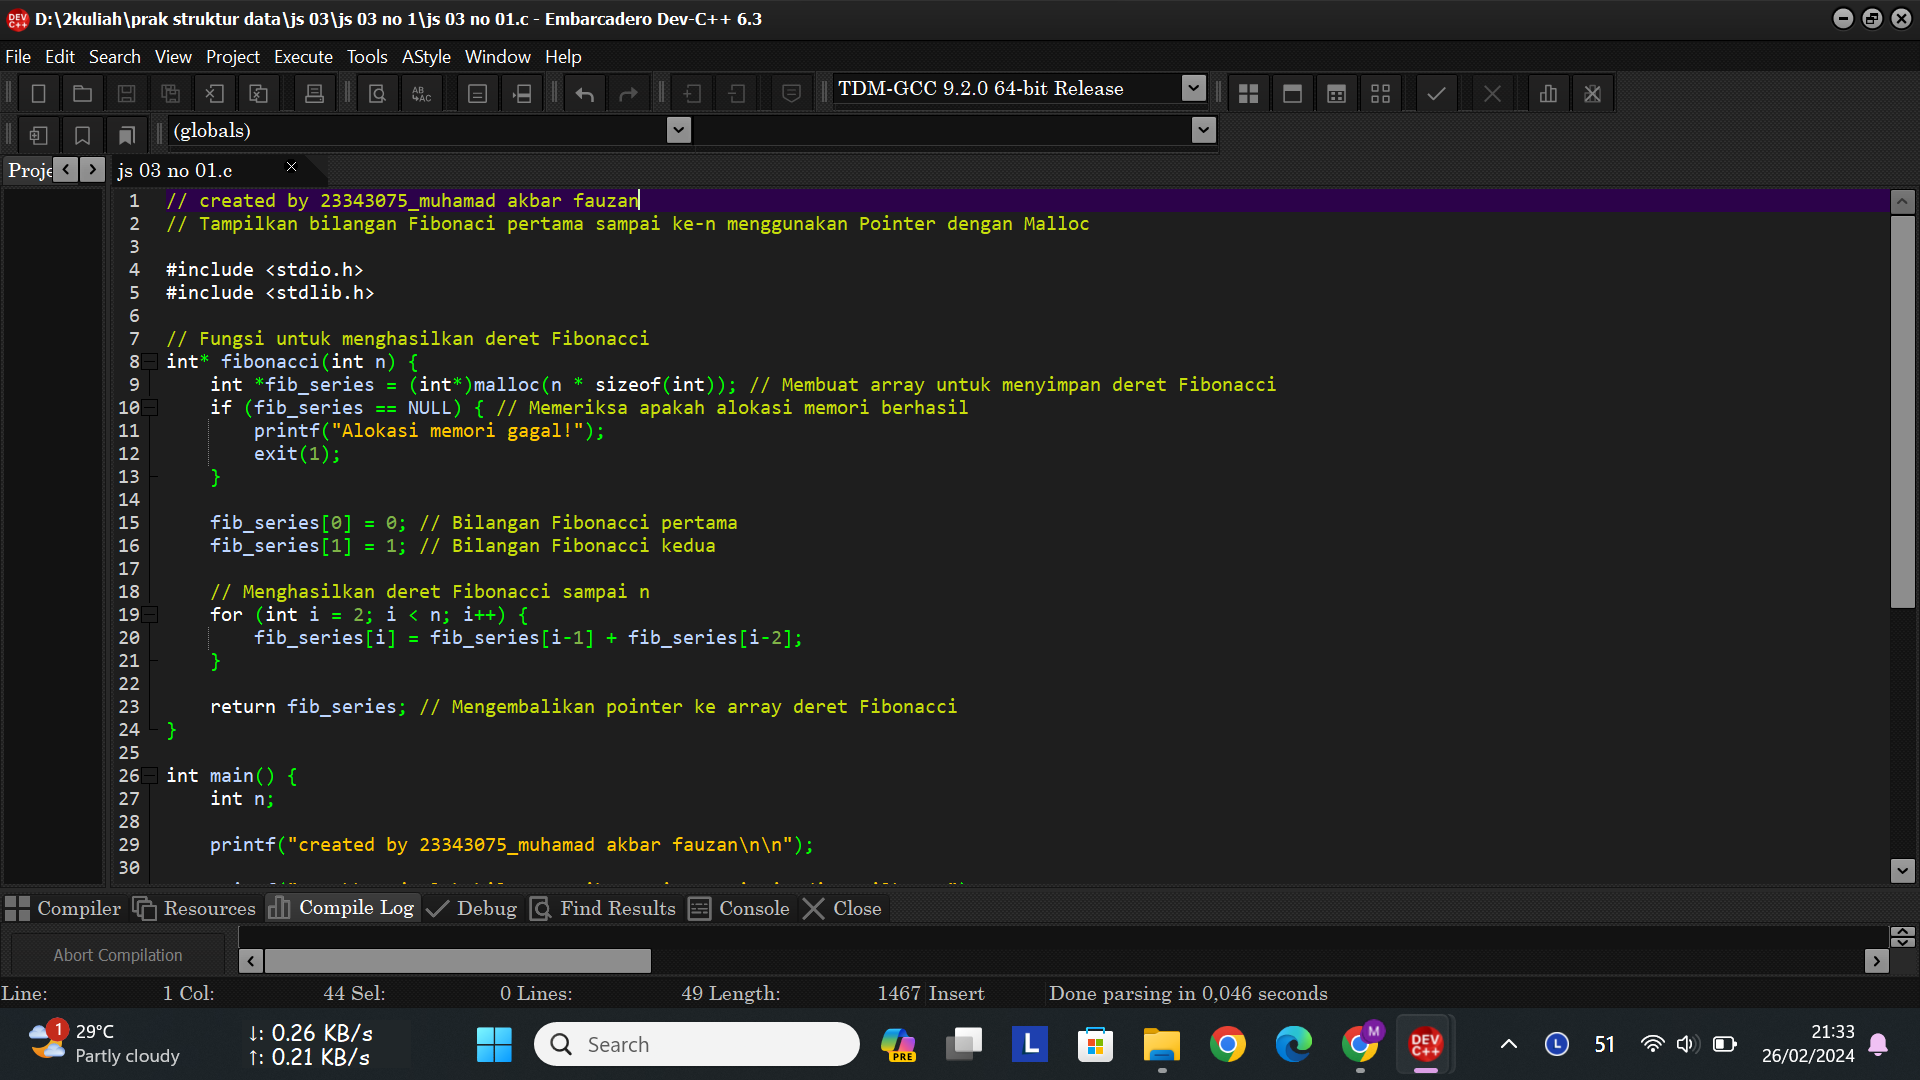 D:\2kuliah\prak struktur data\js 03\js 03 no 1\js 03 no 01.c - Embarcadero Dev-C++ 6.3
File Edit Search View Project Execute Tools AStyle Window Help
TDM-GCC 9.2.0 64-bit Release
(globals)
Proje js 03 no 01.c
1 // created by 23343075_muhamad akbar fauzan
2 // Tampilkan bilangan Fibonaci pertama sampai ke-n menggunakan Pointer dengan Malloc
3
4 #include <stdio.h>
5 #include <stdlib.h>
6
7 // Fungsi untuk menghasilkan deret Fibonacci
8 int* fibonacci(int n) {
9 int *fib_series = (int*)malloc(n * sizeof(int)); // Membuat array untuk menyimpan deret Fibonacci
10 if (fib_series == NULL) { // Memeriksa apakah alokasi memori berhasil
11 printf("Alokasi memori gagal!");
12 exit(1);
13 }
14
15 fib_series[0] = 0; // Bilangan Fibonacci pertama
16 fib_series[1] = 1; // Bilangan Fibonacci kedua
17
18 // Menghasilkan deret Fibonacci sampai n
19 for (int i = 2; i < n; i++) {
20 fib_series[i] = fib_series[i-1] + fib_series[i-2];
21 }
22
23 return fib_series; // Mengembalikan pointer ke array deret Fibonacci
24 }
25
26 int main() {
27 int n;
28
29 printf("created by 23343075_muhamad akbar fauzan\n\n");
30
Compiler Resources Compile Log Debug Find Results Console Close
Abort Compilation
Line: 1 Col: 44 Sel: 0 Lines: 49 Length: 1467 Insert Done parsing in 0,046 seconds
1 29°C
Partly cloudy
↓: 0.26 KB/s
↑: 0.21 KB/s
Search
PRE
L
M
DEV C++
L
51
21:33
26/02/2024